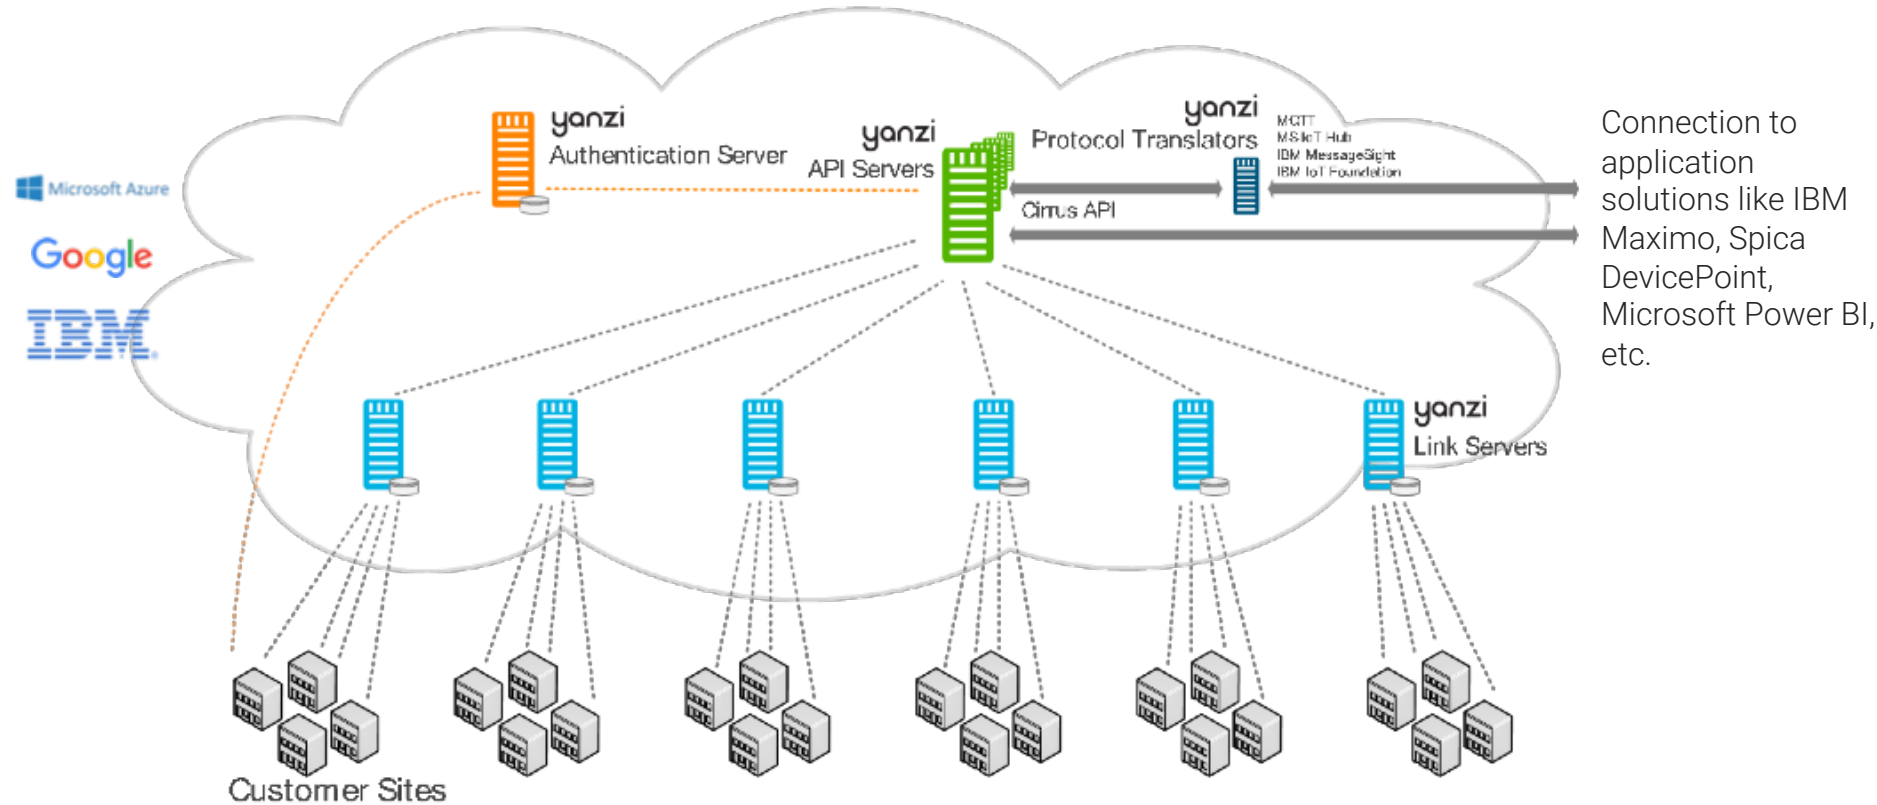 Microsoft Azure
Google
IBM
yanzi
Authentication Server
yanzi
API Servers
yanzi
Protocol Translators
MQTT
MS IoT Hub
IBM MessageSight
IBM IoT Foundation
Cirrus API
Connection to
application
solutions like IBM
Maximo, Spica
DevicePoint,
Microsoft Power BI,
etc.
yanzi
Link Servers
Customer Sites